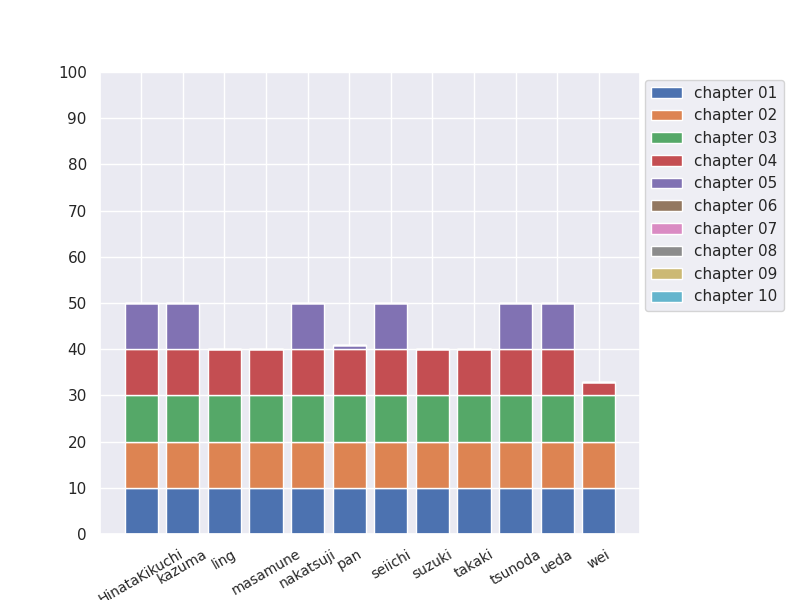 100
90
80
70
60
50
40
30
20
10
0
HinataKikuchi
kazuma
ling
masamune
nakatsuji
pan
seiichi
suzuki
takaki
tsunoda
ueda
wei
chapter 01
chapter 02
chapter 03
chapter 04
chapter 05
chapter 06
chapter 07
chapter 08
chapter 09
chapter 10